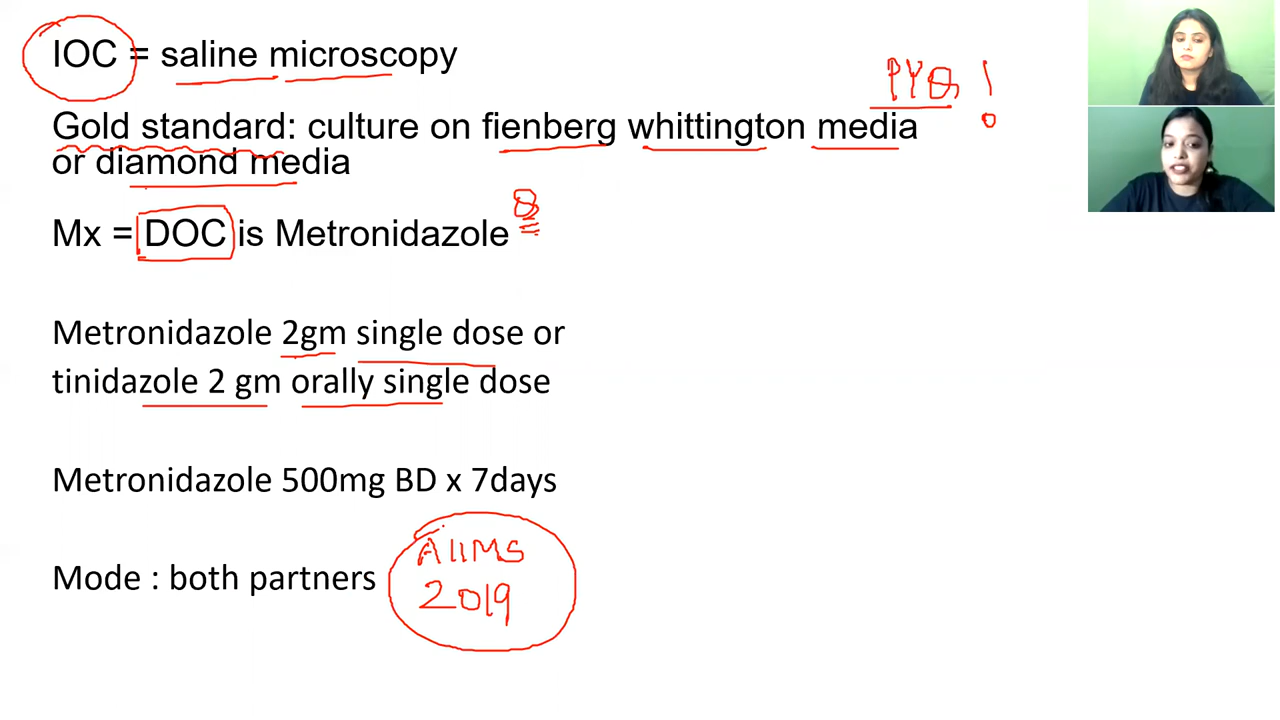 IOC = saline microscopy
PYQ !
Gold standard: culture on fienberg whittington media
or diamond media
Mx = DOC is Metronidazole
Metronidazole 2gm single dose or
tinidazole 2 gm orally single dose
Metronidazole 500mg BD x 7days
Mode : both partners
AIIMS
2019